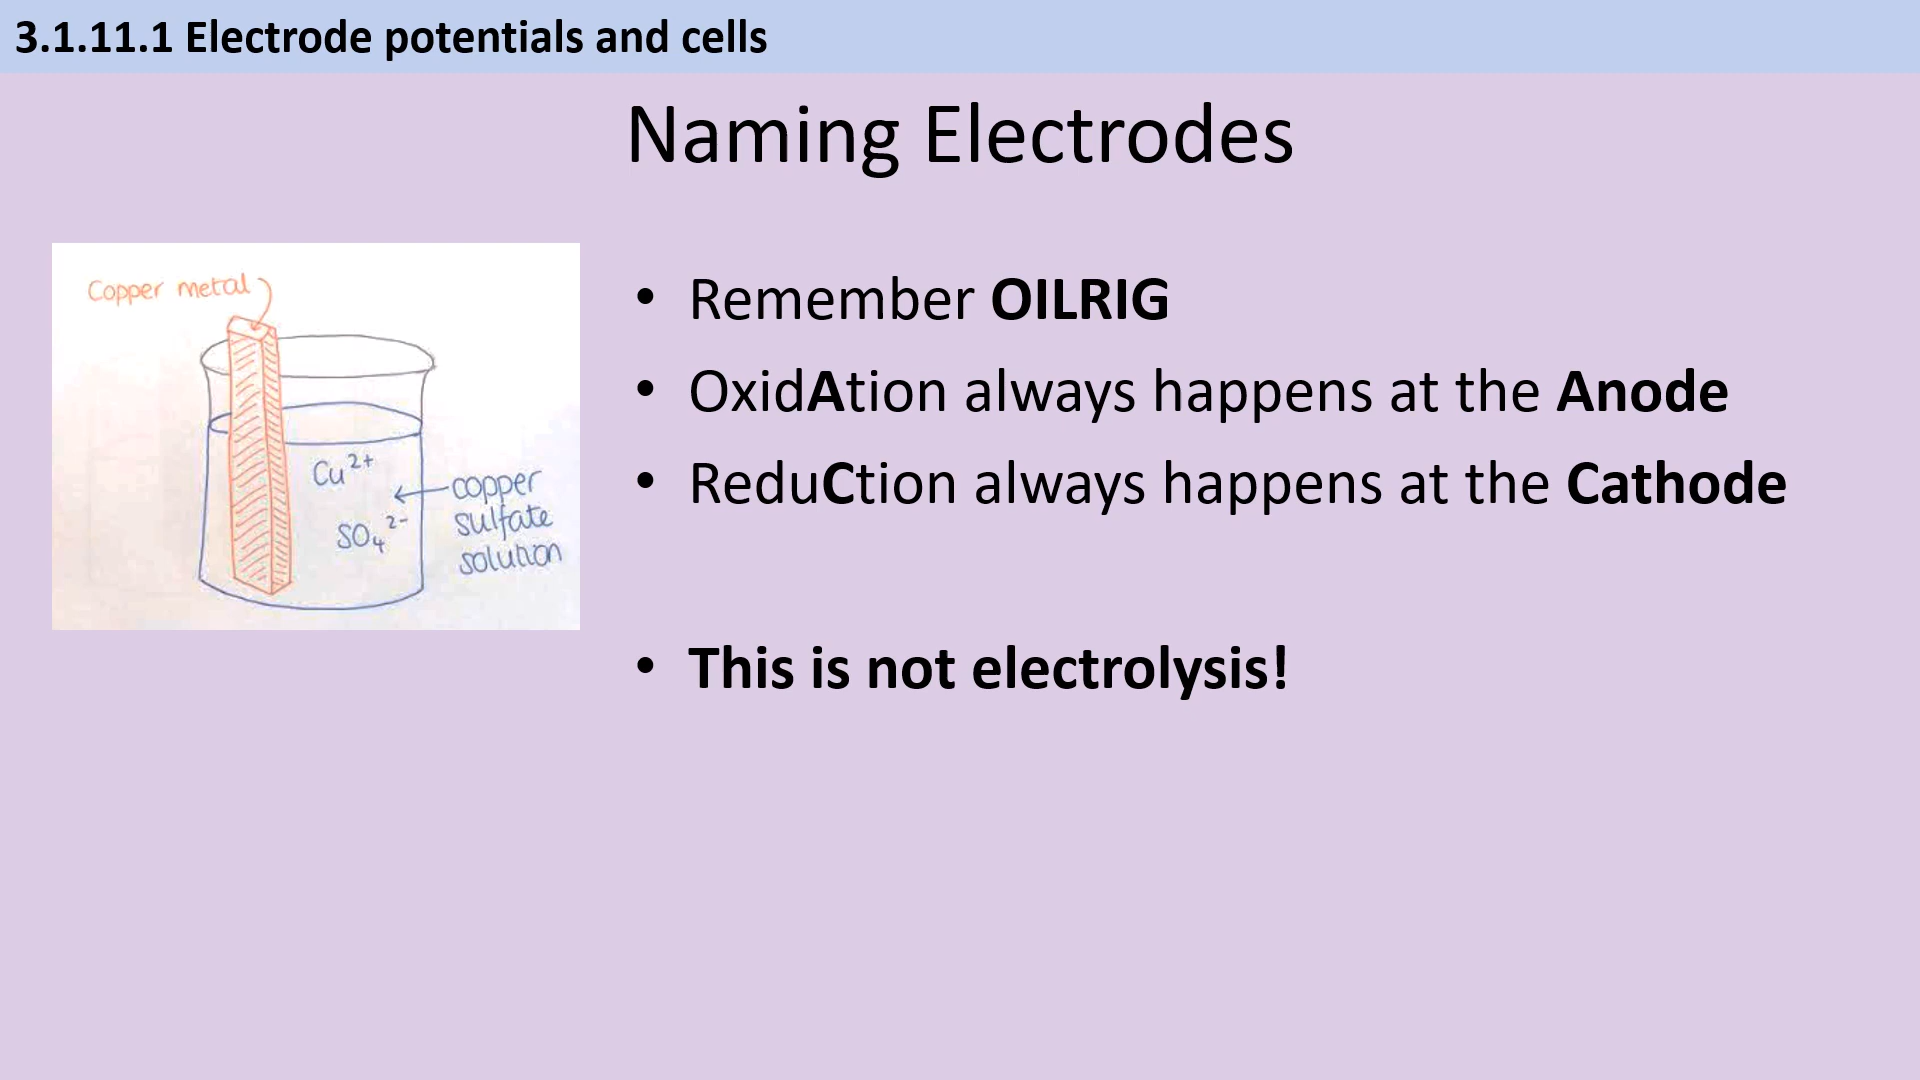 3.1.11.1 Electrode potentials and cells
Naming Electrodes
Copper metal
Cu²⁺
SO₄²⁻
copper
sulfate
solution
• Remember OILRIG
• OxidAtion always happens at the Anode
• ReduCtion always happens at the Cathode
• This is not electrolysis!